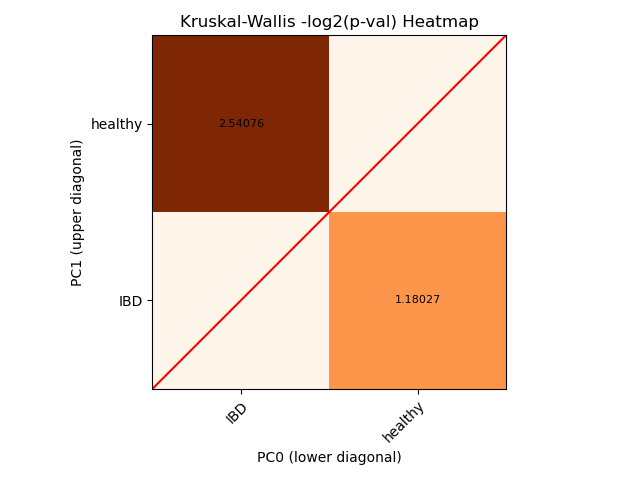 Kruskal-Wallis -log2(p-val) Heatmap
healthy
2.54076
PC1 (upper diagonal)
IBD
1.18027
IBD
healthy
PC0 (lower diagonal)